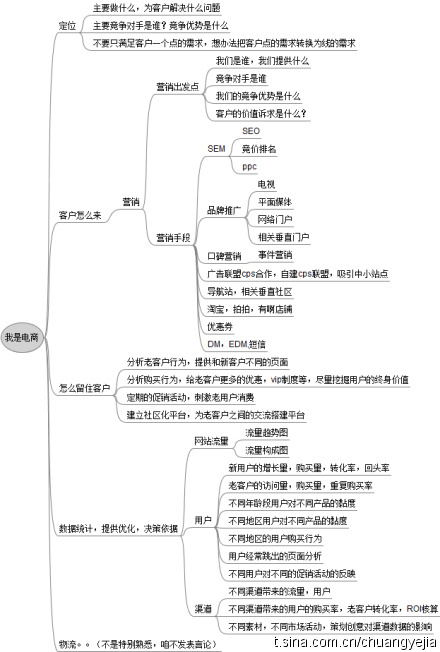 主要做什么，为客户解决什么问题
定位
主要竞争对手是谁？竞争优势是什么
不要只满足客户一个点的需求，想办法把客户点的需求转换为线的需求
我们是谁，我们提供什么
竞争对手是谁
营销出发点
我们的竞争优势是什么
客户的价值诉求是什么？
SEO
SEM
竞价排名
ppc
营销
电视
平面媒体
品牌推广
网络门户
客户怎么来
相关垂直门户
营销手段
口碑营销
事件营销
广告联盟cps合作，自建cps联盟，吸引中小站点
导航站，相关垂直社区
淘宝，拍拍，有啊店铺
优惠券
我是电商
DM，EDM,短信
分析老客户行为，提供和新客户不同的页面
分析购买行为，给老客户更多的优惠，vip制度等，尽量挖掘用户的终身价值
怎么留住客户
定期的促销活动，刺激老用户消费
建立社区化平台，为老客户之间的交流搭建平台
流量趋势图
网站流量
流量构成图
新用户的增长量，购买量，转化率，回头率
老客户的访问量，购买量，重复购买率
不同年龄段用户对不同产品的黏度
用户
不同地区用户对不同产品的黏度
数据统计，提供优化，决策依据
不同地区的用户购买行为
用户经常跳出的页面分析
不同用户对不同的促销活动的反映
不同渠道带来的流量，用户
渠道
不同渠道带来的用户的购买率，老客户转化率，ROI核算
不同素材，不同市场活动，策划创意对渠道数据的影响
物流。。（不是特别熟悉，咱不发表言论）
t.sina.com.cn/chuangyejia